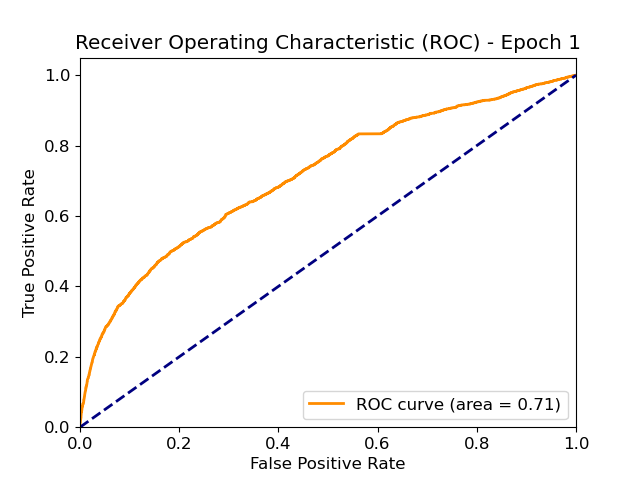 Receiver Operating Characteristic (ROC) - Epoch 1
True Positive Rate
1.0
0.8
0.6
0.4
0.2
0.0
ROC curve (area = 0.71)
0.0 0.2 0.4 0.6 0.8 1.0
False Positive Rate